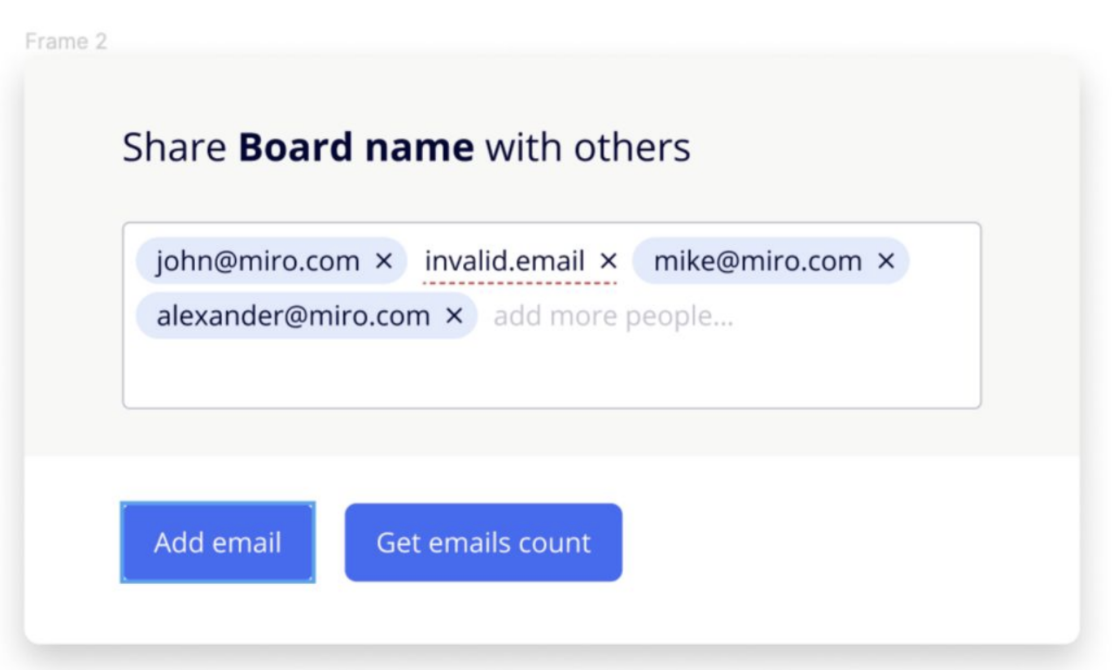 Frame 2
Share Board name with others
john@miro.com × invalid.email × mike@miro.com ×
alexander@miro.com × add more people...
Add email Get emails count